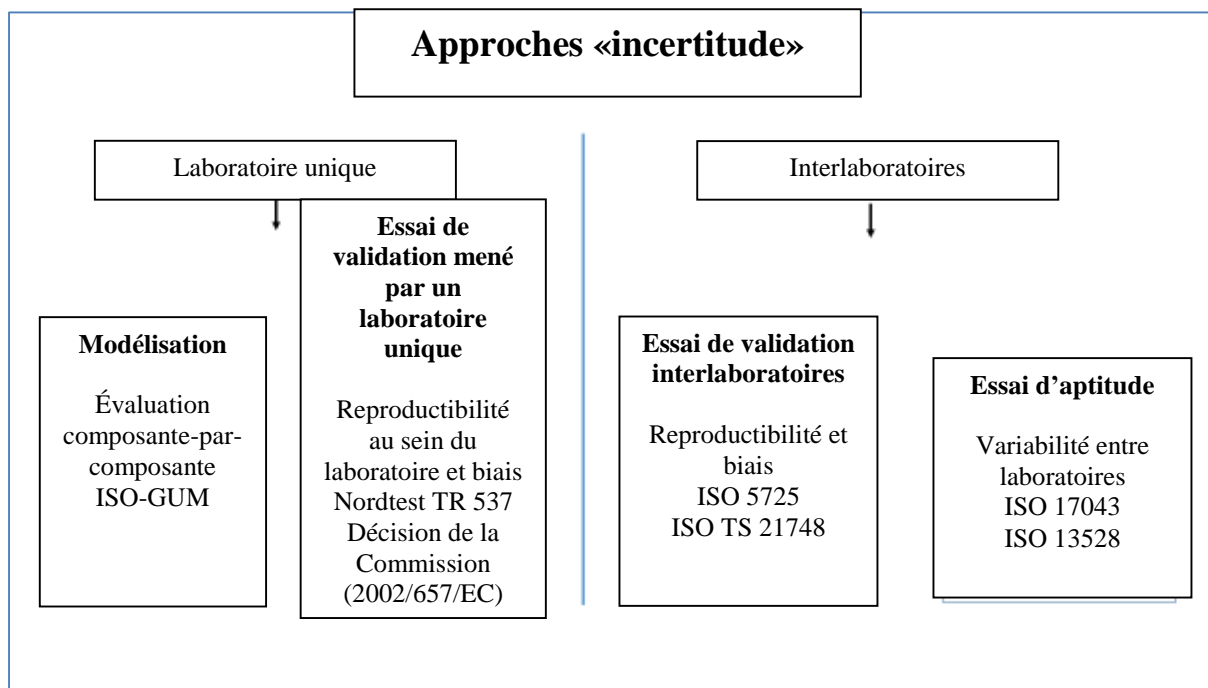 Approches «incertitude»
Laboratoire unique
Modélisation
Évaluation
composante-par-
composante
ISO-GUM
Essai de
validation mené
par un
laboratoire
unique
Reproductibilité
au sein du
laboratoire et biais
Nordtest TR 537
Décision de la
Commission
(2002/657/EC)
Interlaboratoires
Essai de validation
interlaboratoires
Reproductibilité et
biais
ISO 5725
ISO TS 21748
Essai d’aptitude
Variabilité entre
laboratoires
ISO 17043
ISO 13528